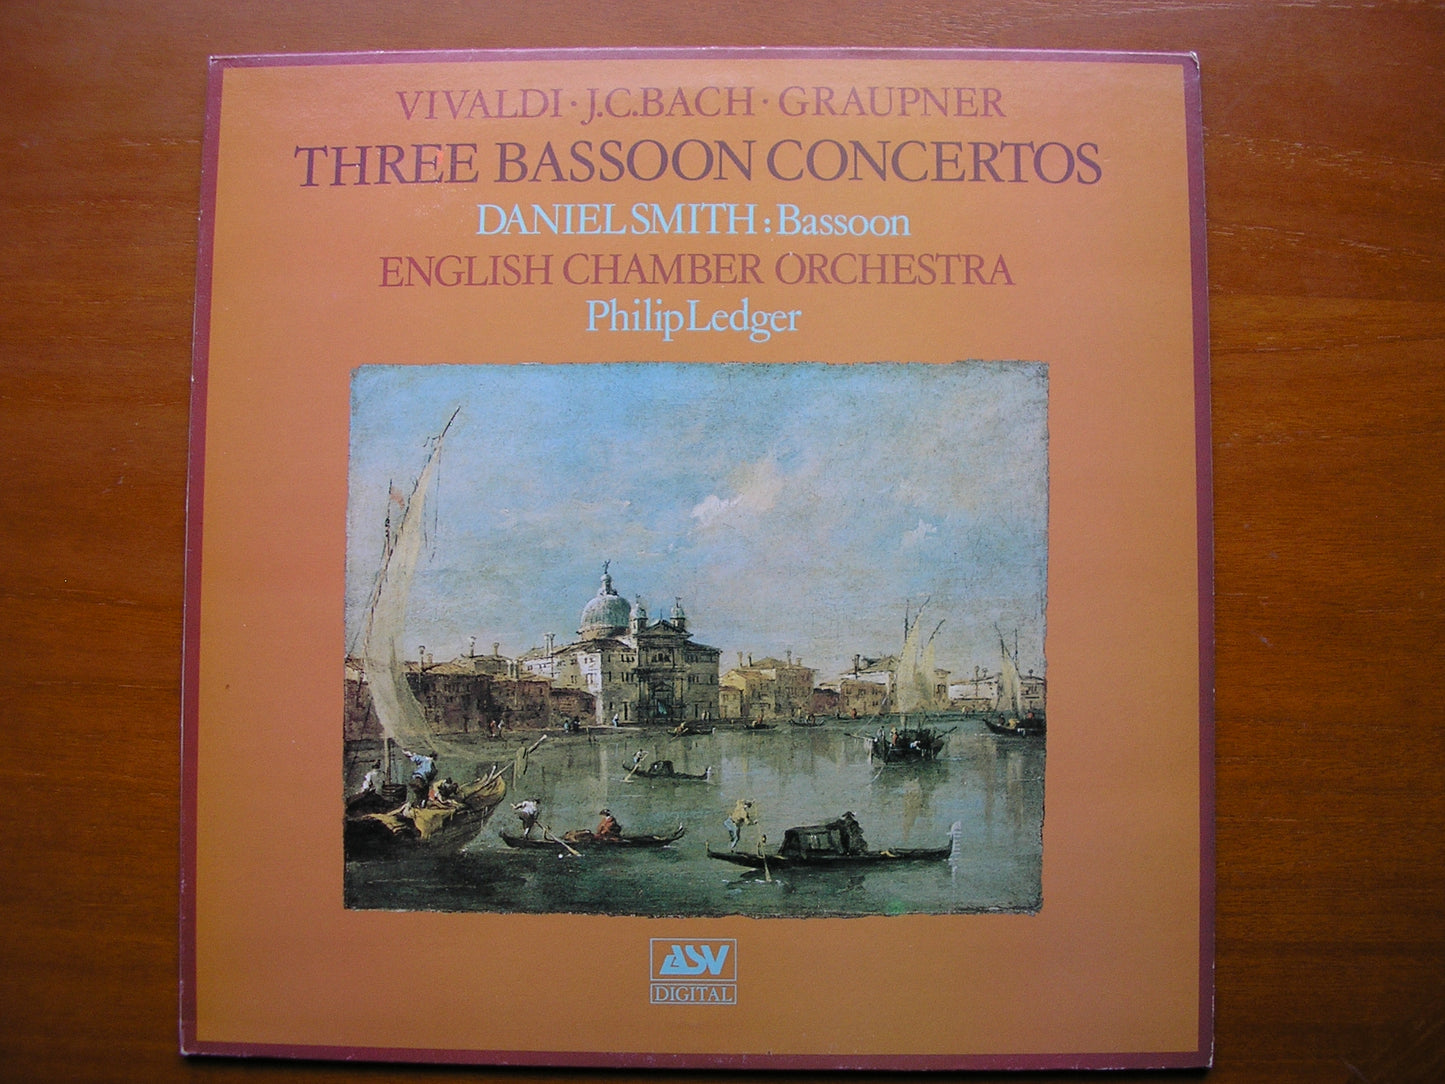 VIVALDI · J.C.BACH · GRAUPNER
THREE BASSOON CONCERTOS
DANIEL SMITH : Bassoon
ENGLISH CHAMBER ORCHESTRA
Philip Ledger
ASV
DIGITAL